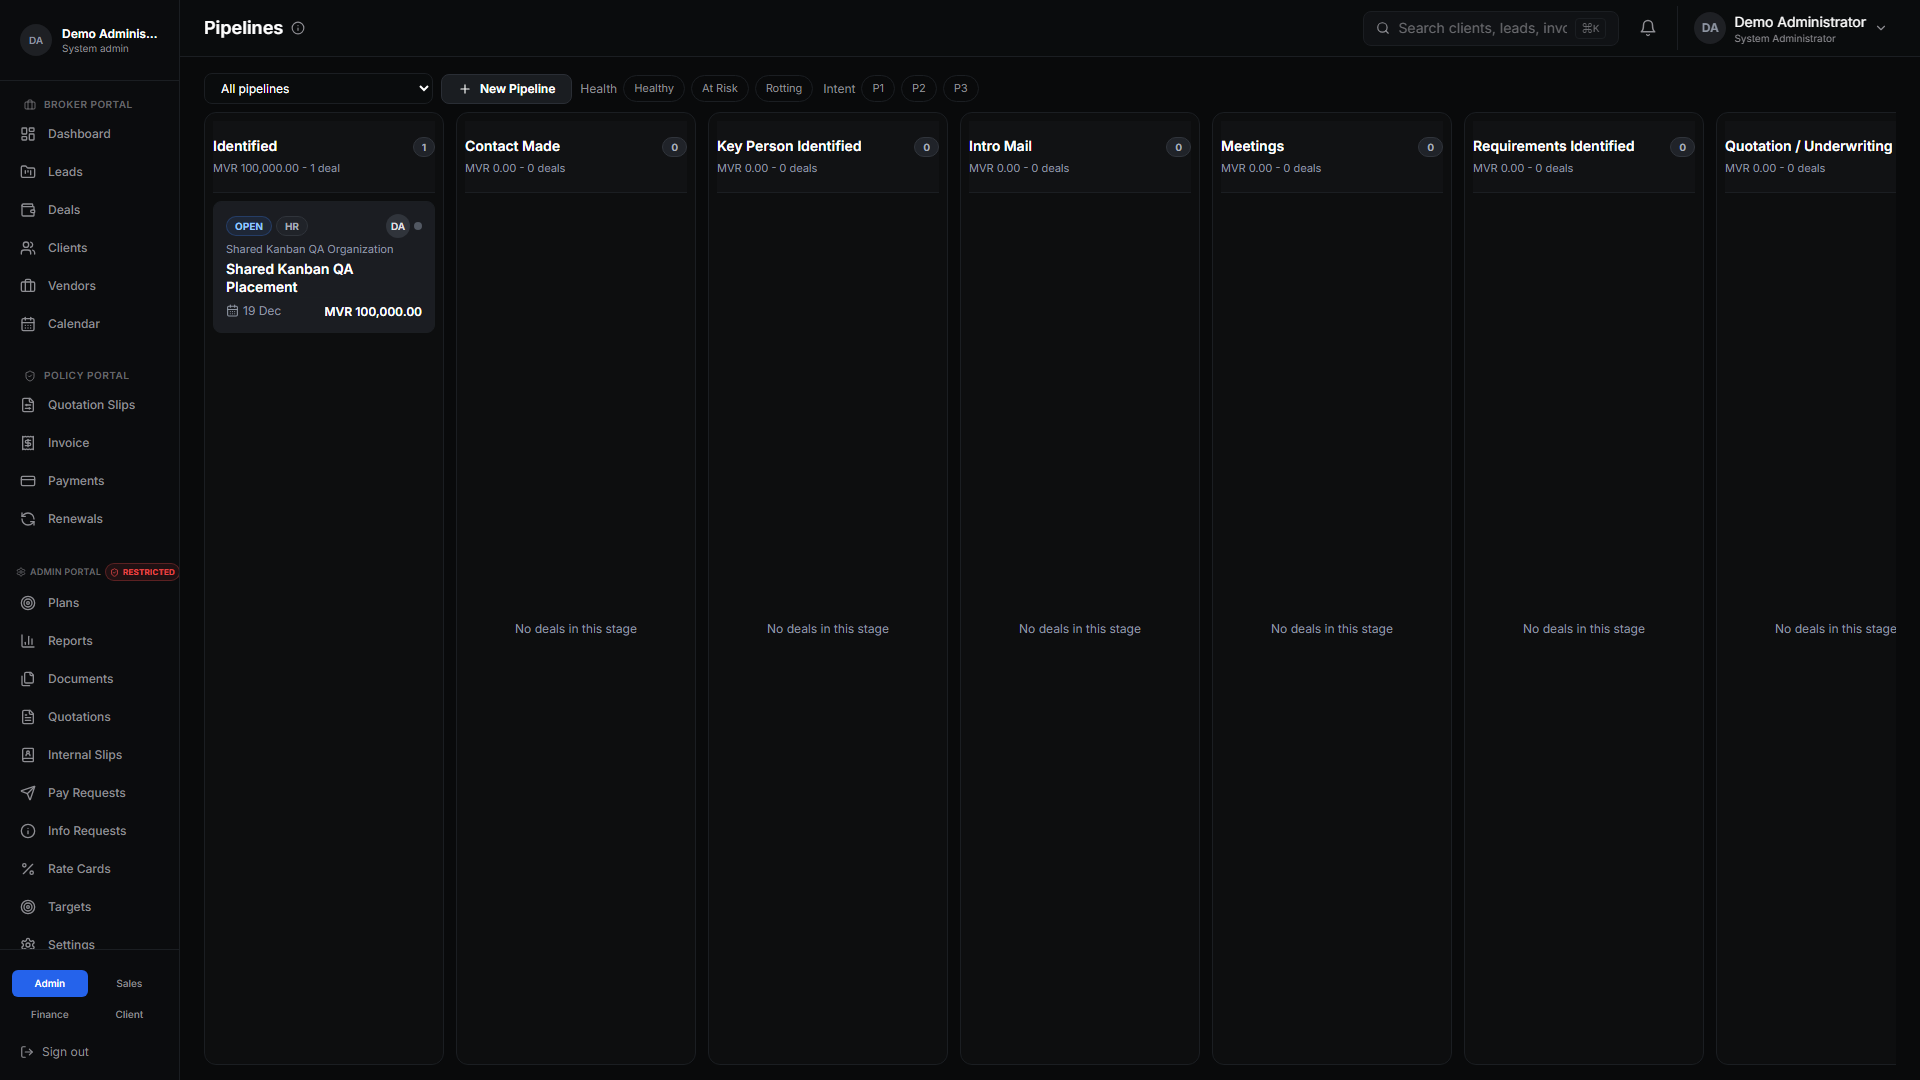 DA
Demo Adminis...
System admin
BROKER PORTAL
Dashboard
Leads
Deals
Clients
Vendors
Calendar
POLICY PORTAL
Quotation Slips
Invoice
Payments
Renewals
ADMIN PORTAL
RESTRICTED
Plans
Reports
Documents
Quotations
Internal Slips
Pay Requests
Info Requests
Rate Cards
Targets
Settings
Admin
Sales
Finance
Client
Sign out
Pipelines
Search clients, leads, invo
⌘K
DA
Demo Administrator
System Administrator
All pipelines
New Pipeline
Health
Healthy
At Risk
Rotting
Intent
P1
P2
P3
Identified
1
MVR 100,000.00 - 1 deal
OPEN
HR
DA
Shared Kanban QA Organization
Shared Kanban QA
Placement
19 Dec
MVR 100,000.00
Contact Made
0
MVR 0.00 - 0 deals
No deals in this stage
Key Person Identified
0
MVR 0.00 - 0 deals
No deals in this stage
Intro Mail
0
MVR 0.00 - 0 deals
No deals in this stage
Meetings
0
MVR 0.00 - 0 deals
No deals in this stage
Requirements Identified
0
MVR 0.00 - 0 deals
No deals in this stage
Quotation / Underwriting
MVR 0.00 - 0 deals
No deals in this stage